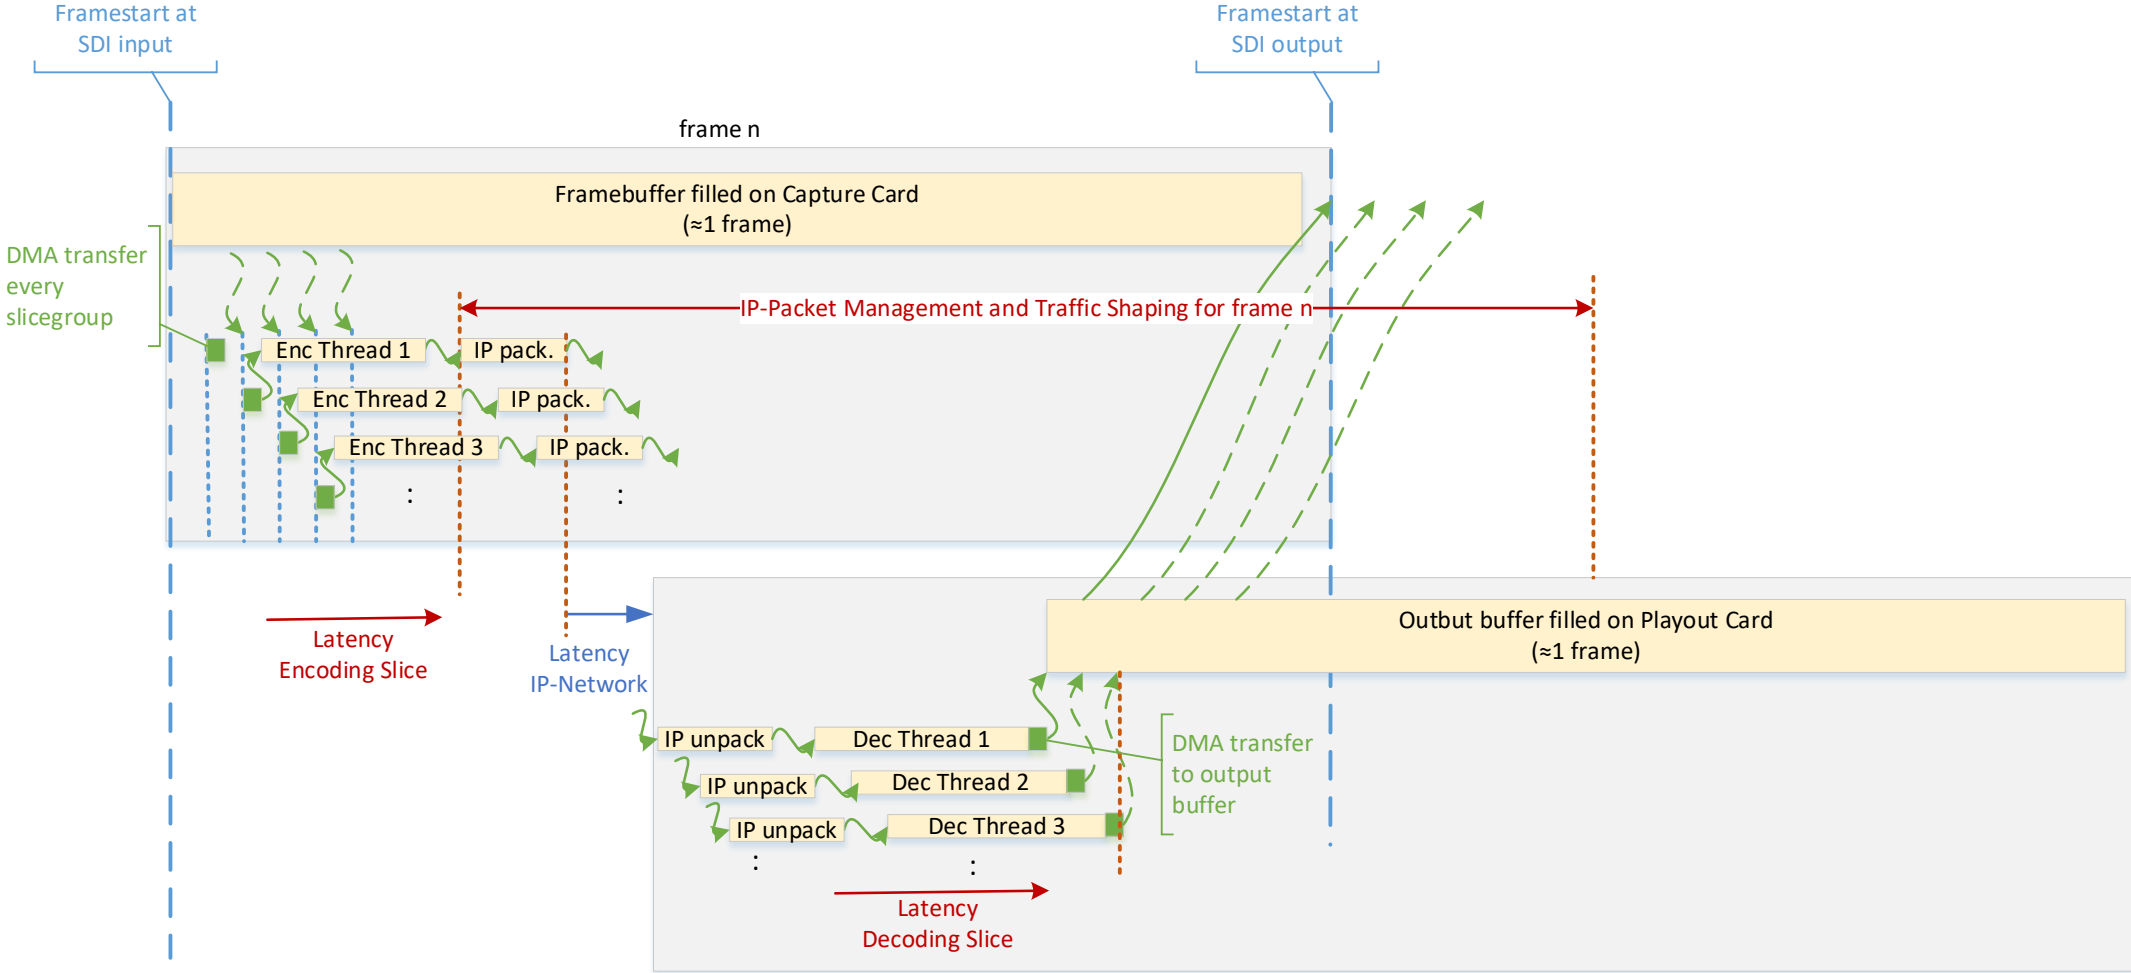 Framestart at
SDI input
Framestart at
SDI output
frame n
Framebuffer filled on Capture Card
(≈1 frame)
DMA transfer
every
slicegroup
IP-Packet Management and Traffic Shaping for frame n
Enc Thread 1
IP pack.
Enc Thread 2
IP pack.
Enc Thread 3
IP pack.
:
:
Latency
Encoding Slice
Latency
IP-Network
Outbut buffer filled on Playout Card
(≈1 frame)
IP unpack
Dec Thread 1
IP unpack
Dec Thread 2
IP unpack
Dec Thread 3
:
:
DMA transfer
to output
buffer
Latency
Decoding Slice